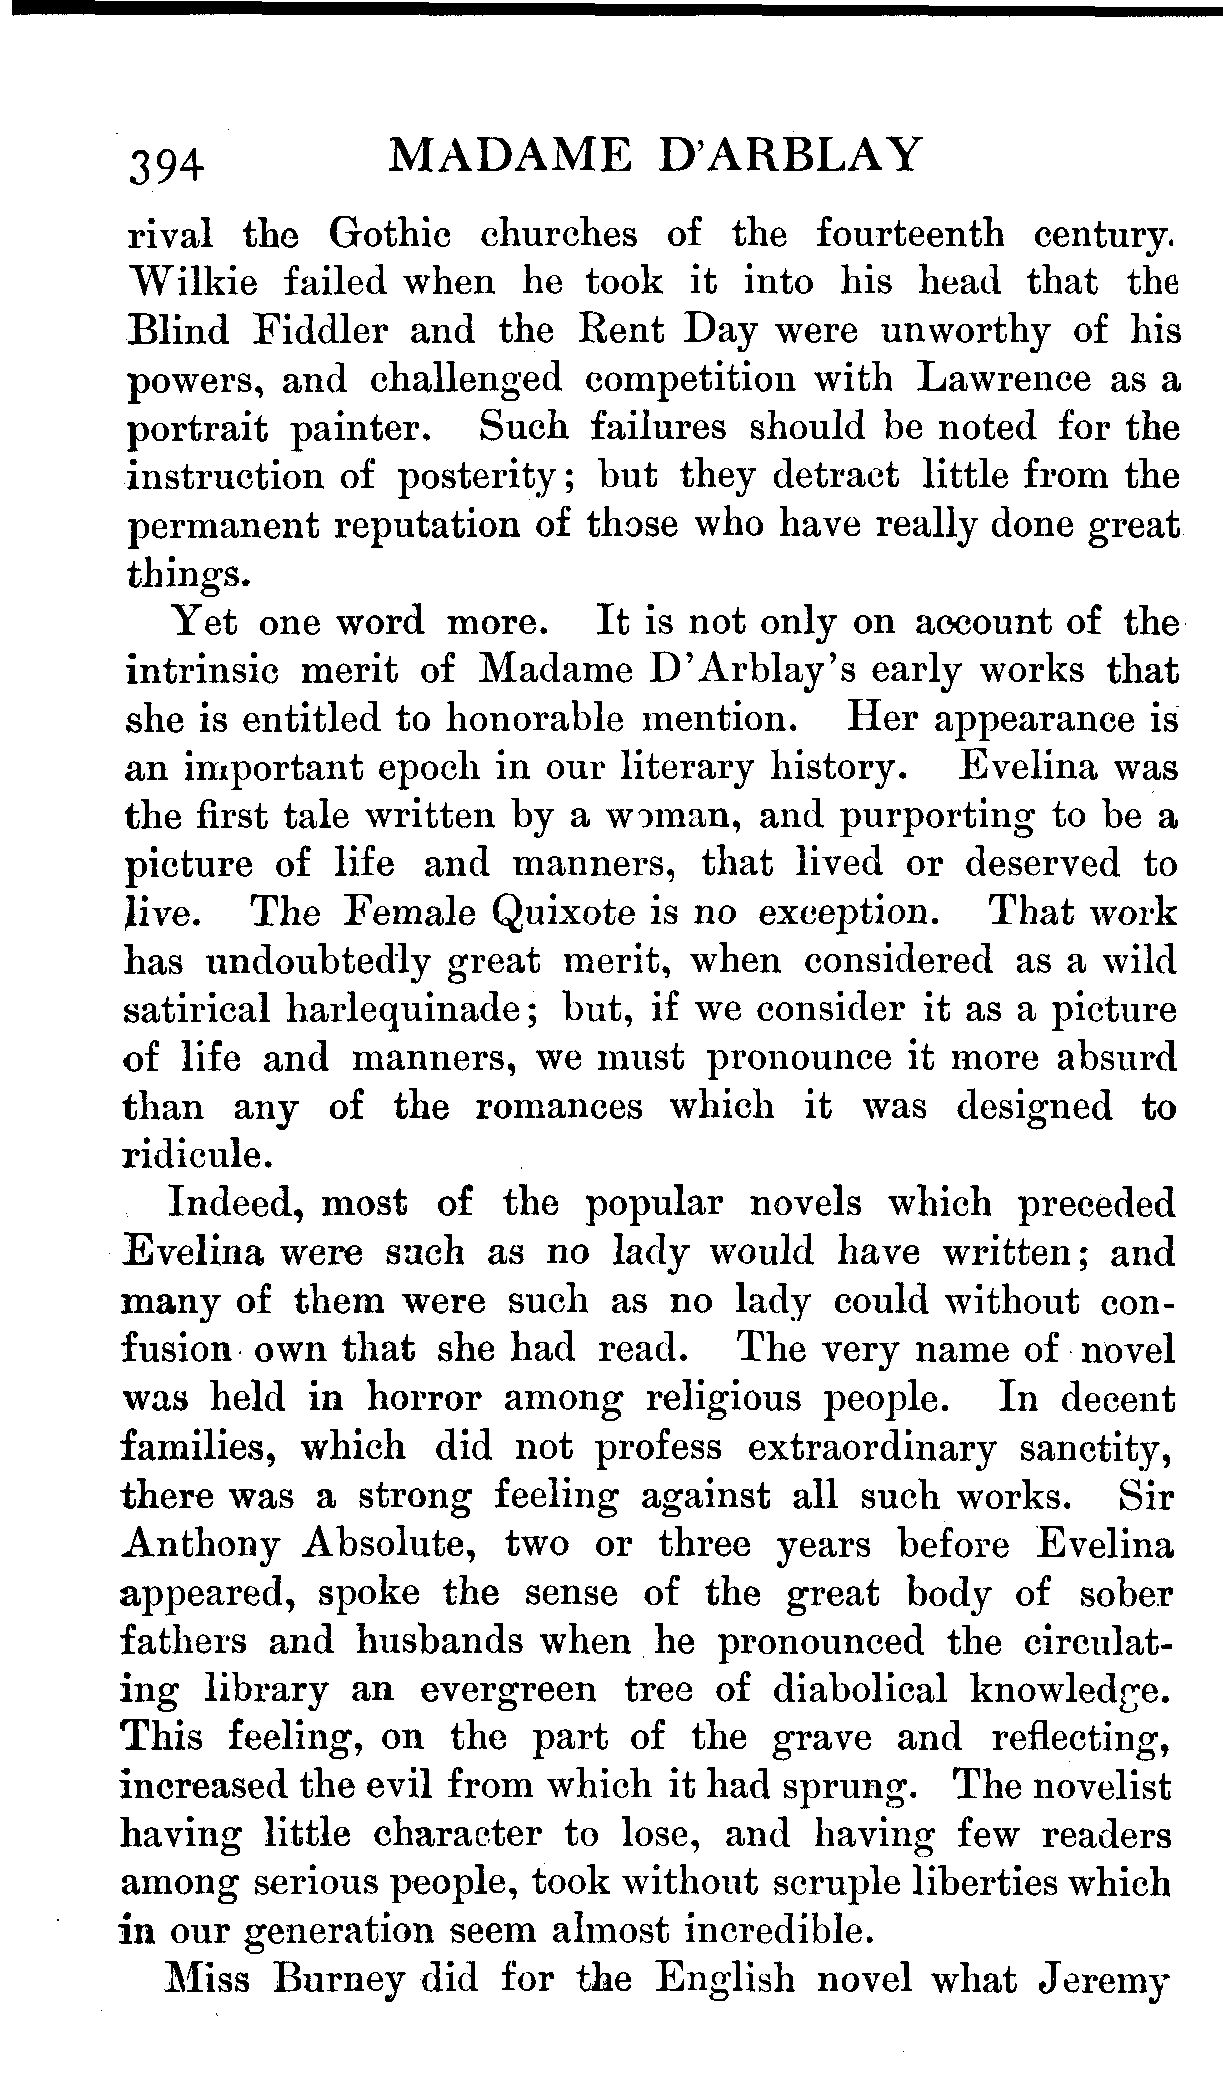 394 MADAME D'ARBLAY
rival the Gothic churches of the fourteenth century.
Wilkie failed when he took it into his head that the
Blind Fiddler and the Rent Day were unworthy of his
powers, and challenged competition with Lawrence as a
portrait painter. Such failures should be noted for the
instruction of posterity; but they detract little from the
permanent reputation of those who have really done great
things.
Yet one word more. It is not only on account of the
intrinsic merit of Madame D'Arblay's early works that
she is entitled to honorable mention. Her appearance is
an important epoch in our literary history. Evelina was
the first tale written by a woman, and purporting to be a
picture of life and manners, that lived or deserved to
live. The Female Quixote is no exception. That work
has undoubtedly great merit, when considered as a wild
satirical harlequinade; but, if we consider it as a picture
of life and manners, we must pronounce it more absurd
than any of the romances which it was designed to
ridicule.
Indeed, most of the popular novels which preceded
Evelina were such as no lady would have written; and
many of them were such as no lady could without con-
fusion own that she had read. The very name of novel
was held in horror among religious people. In decent
families, which did not profess extraordinary sanctity,
there was a strong feeling against all such works. Sir
Anthony Absolute, two or three years before Evelina
appeared, spoke the sense of the great body of sober
fathers and husbands when he pronounced the circulat-
ing library an evergreen tree of diabolical knowledge.
This feeling, on the part of the grave and reflecting,
increased the evil from which it had sprung. The novelist
having little character to lose, and having few readers
among serious people, took without scruple liberties which
in our generation seem almost incredible.
Miss Burney did for the English novel what Jeremy